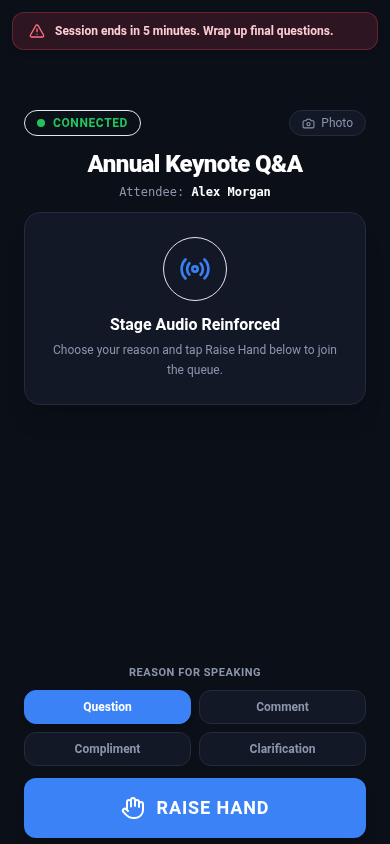 Session ends in 5 minutes. Wrap up final questions.
CONNECTED
Photo
Annual Keynote Q&A
Attendee: Alex Morgan
Stage Audio Reinforced
Choose your reason and tap Raise Hand below to join
the queue.
REASON FOR SPEAKING
Question
Comment
Compliment
Clarification
RAISE HAND